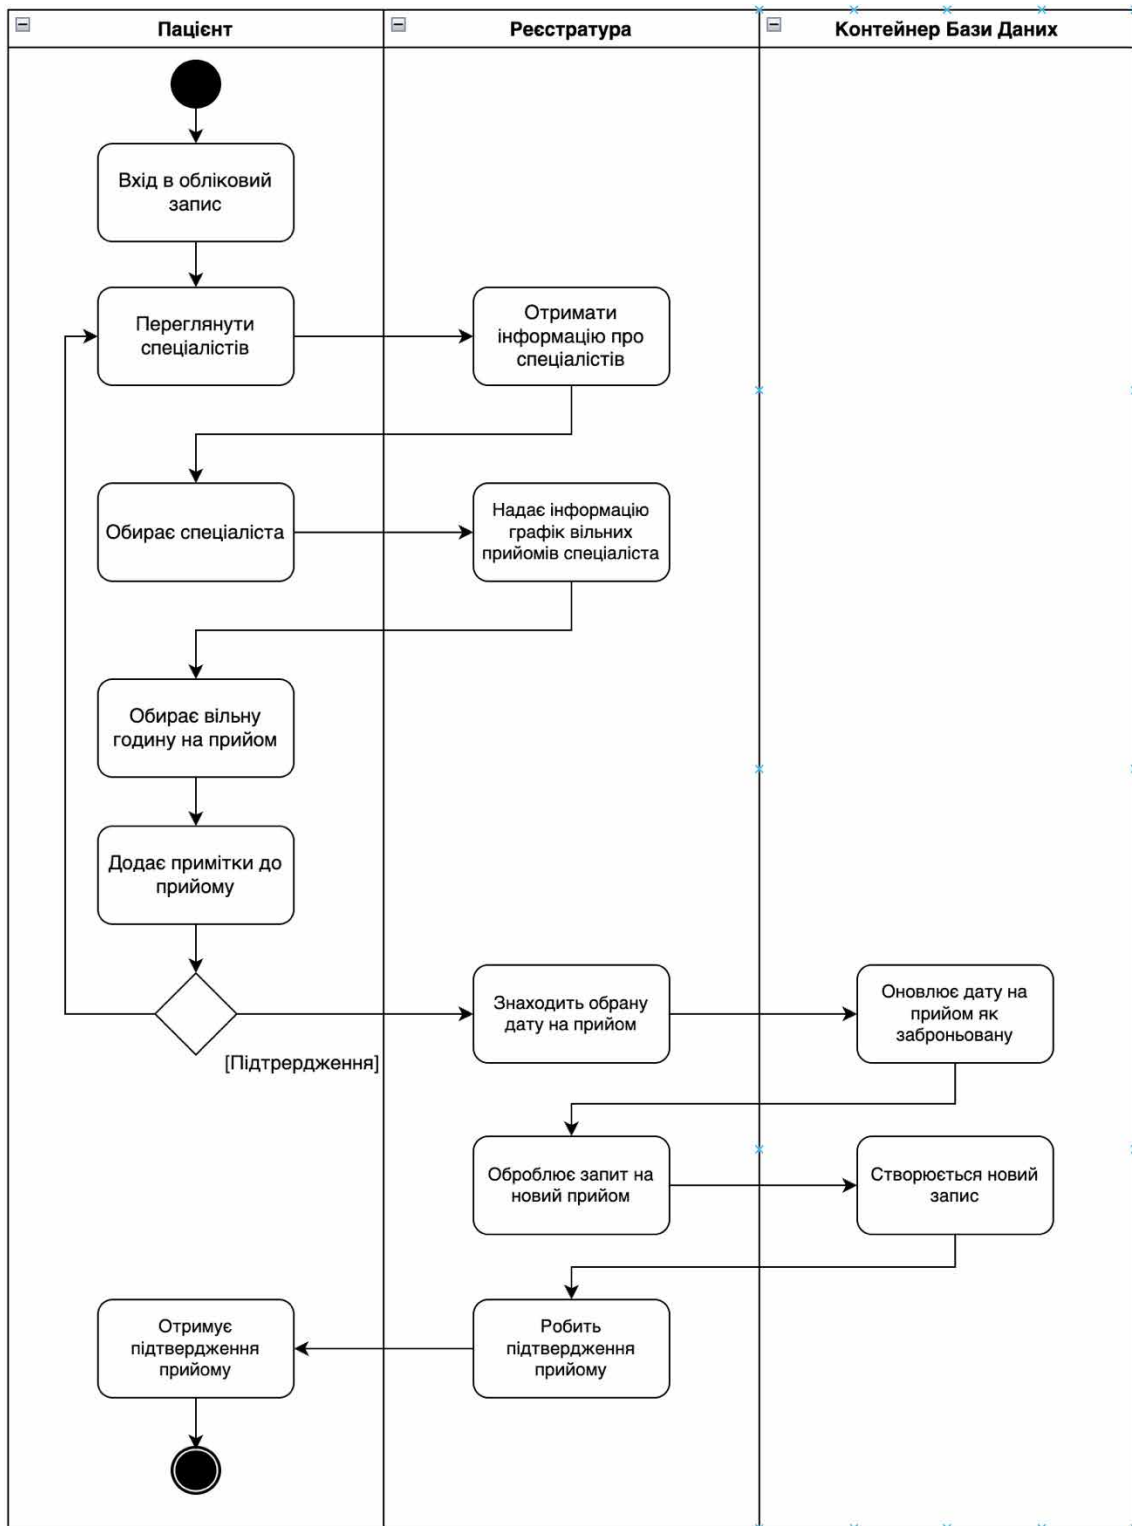 Пацієнт
Реєстратура
Контейнер Бази Даних
Вхід в обліковий
запис
Переглянути
спеціалістів
Отримати
інформацію про
спеціалістів
Обирає спеціаліста
Надає інформацію
графік вільних
прийомів спеціаліста
Обирає вільну
годину на прийом
Додає примітки до
прийому
[Підтрердження]
Знаходить обрану
дату на прийом
Оновлює дату на
прийом як
заброньовану
Оброблює запит на
новий прийом
Створюється новий
запис
Отримує
підтвердження
прийому
Робить
підтвердження
прийому